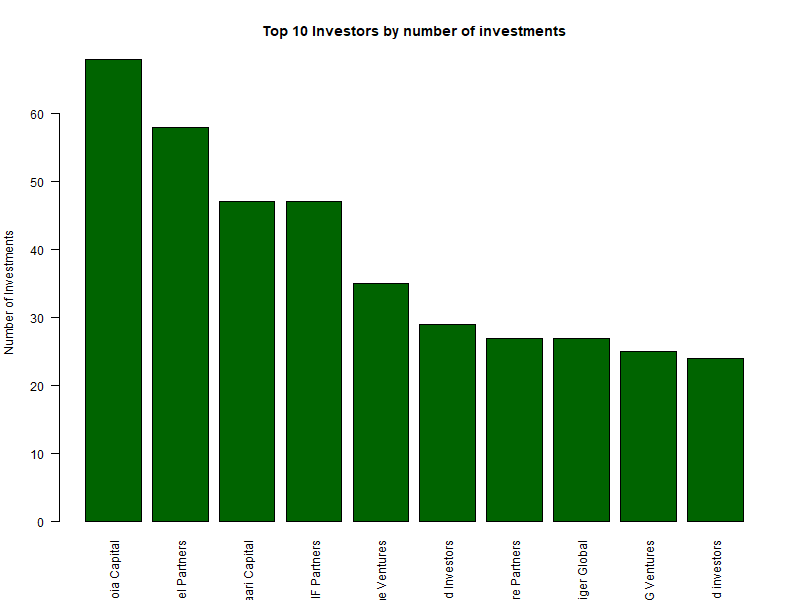 Top 10 Investors by number of investments
Number of Investments
60
50
40
30
20
10
0
oia Capital
el Partners
aari Capital
IF Partners
ne Ventures
d Investors
re Partners
iger Global
G Ventures
d investors